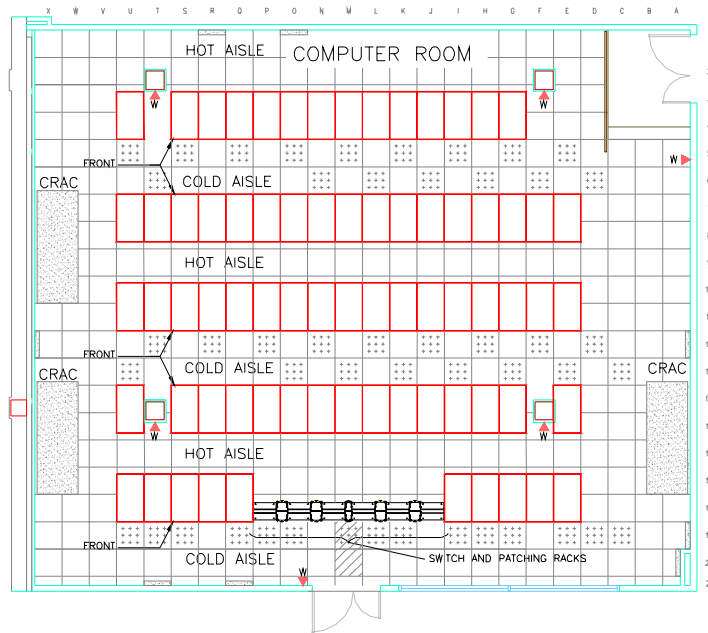 X W V U T S R Q P O N M L K J I H G F E D C B A
HOT AISLE
COMPUTER ROOM
W
W
FRONT
W
CRAC
COLD AISLE
HOT AISLE
FRONT
COLD AISLE
CRAC
CRAC
W
W
HOT AISLE
FRONT
COLD AISLE
SWITCH AND PATCHING RACKS
W